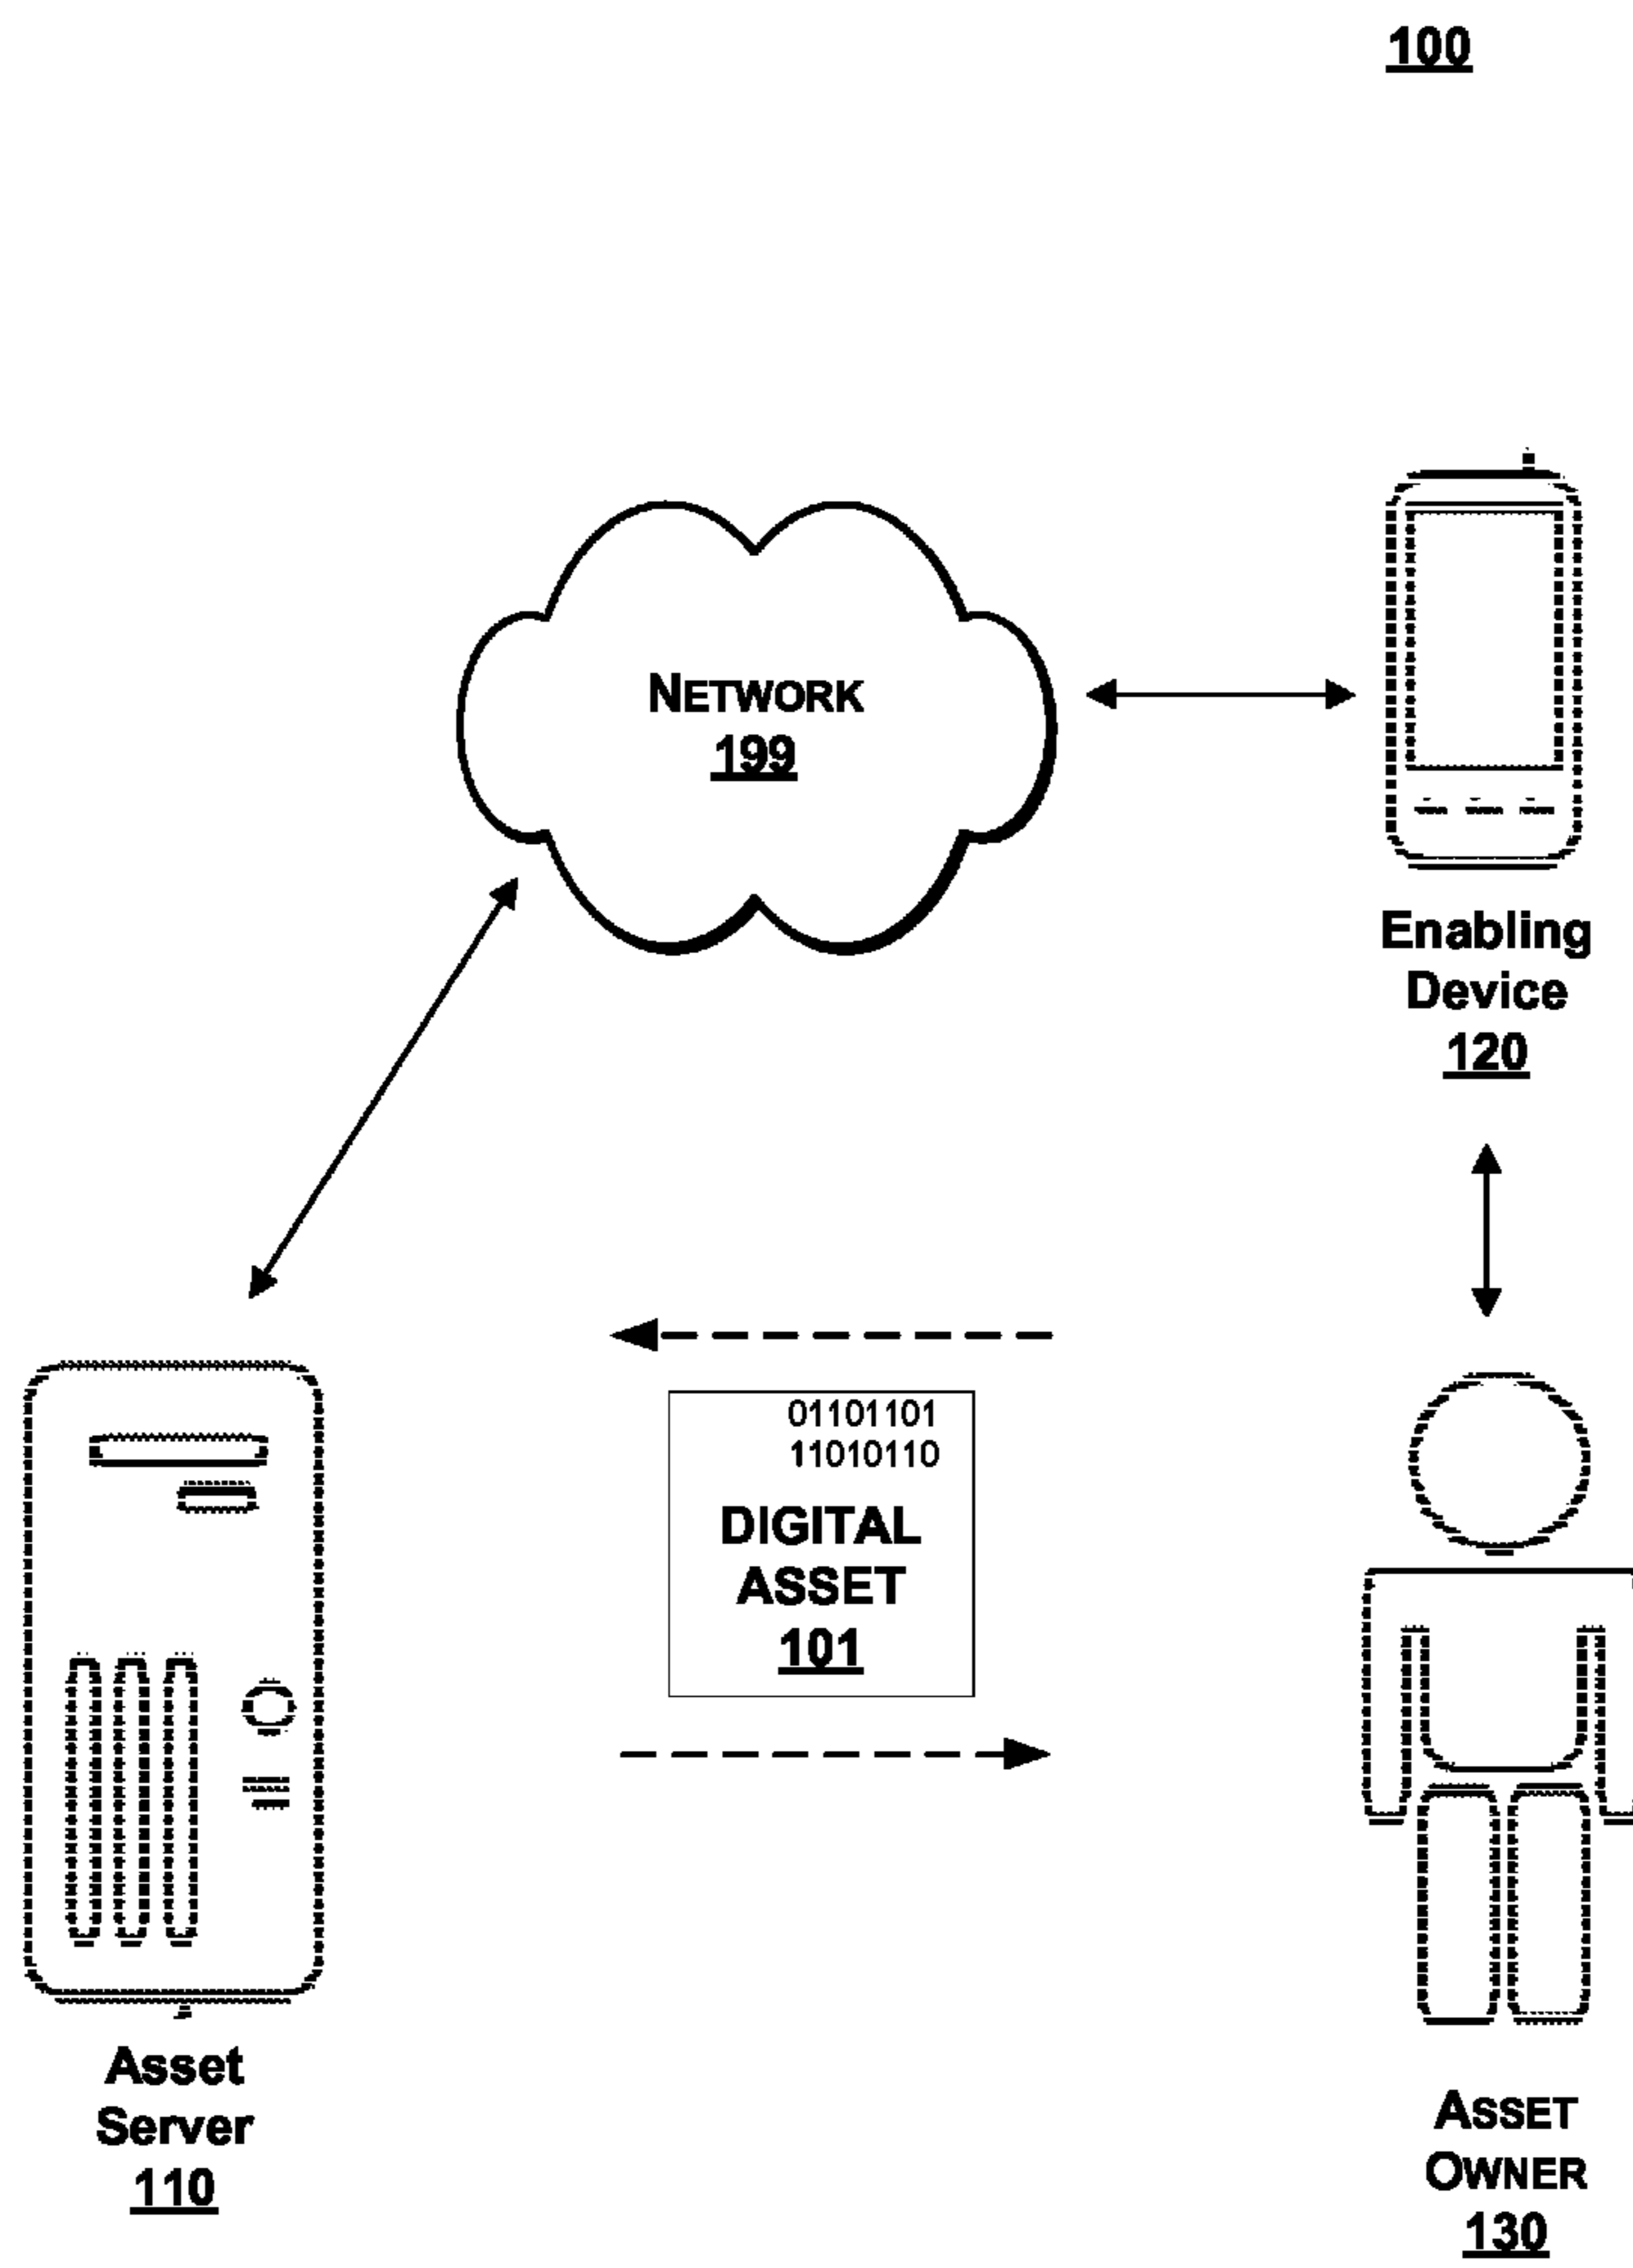 100
NETWORK
199
Enabling
Device
120
01101101
11010110
DIGITAL
ASSET
101
Asset
Server
110
ASSET
OWNER
130